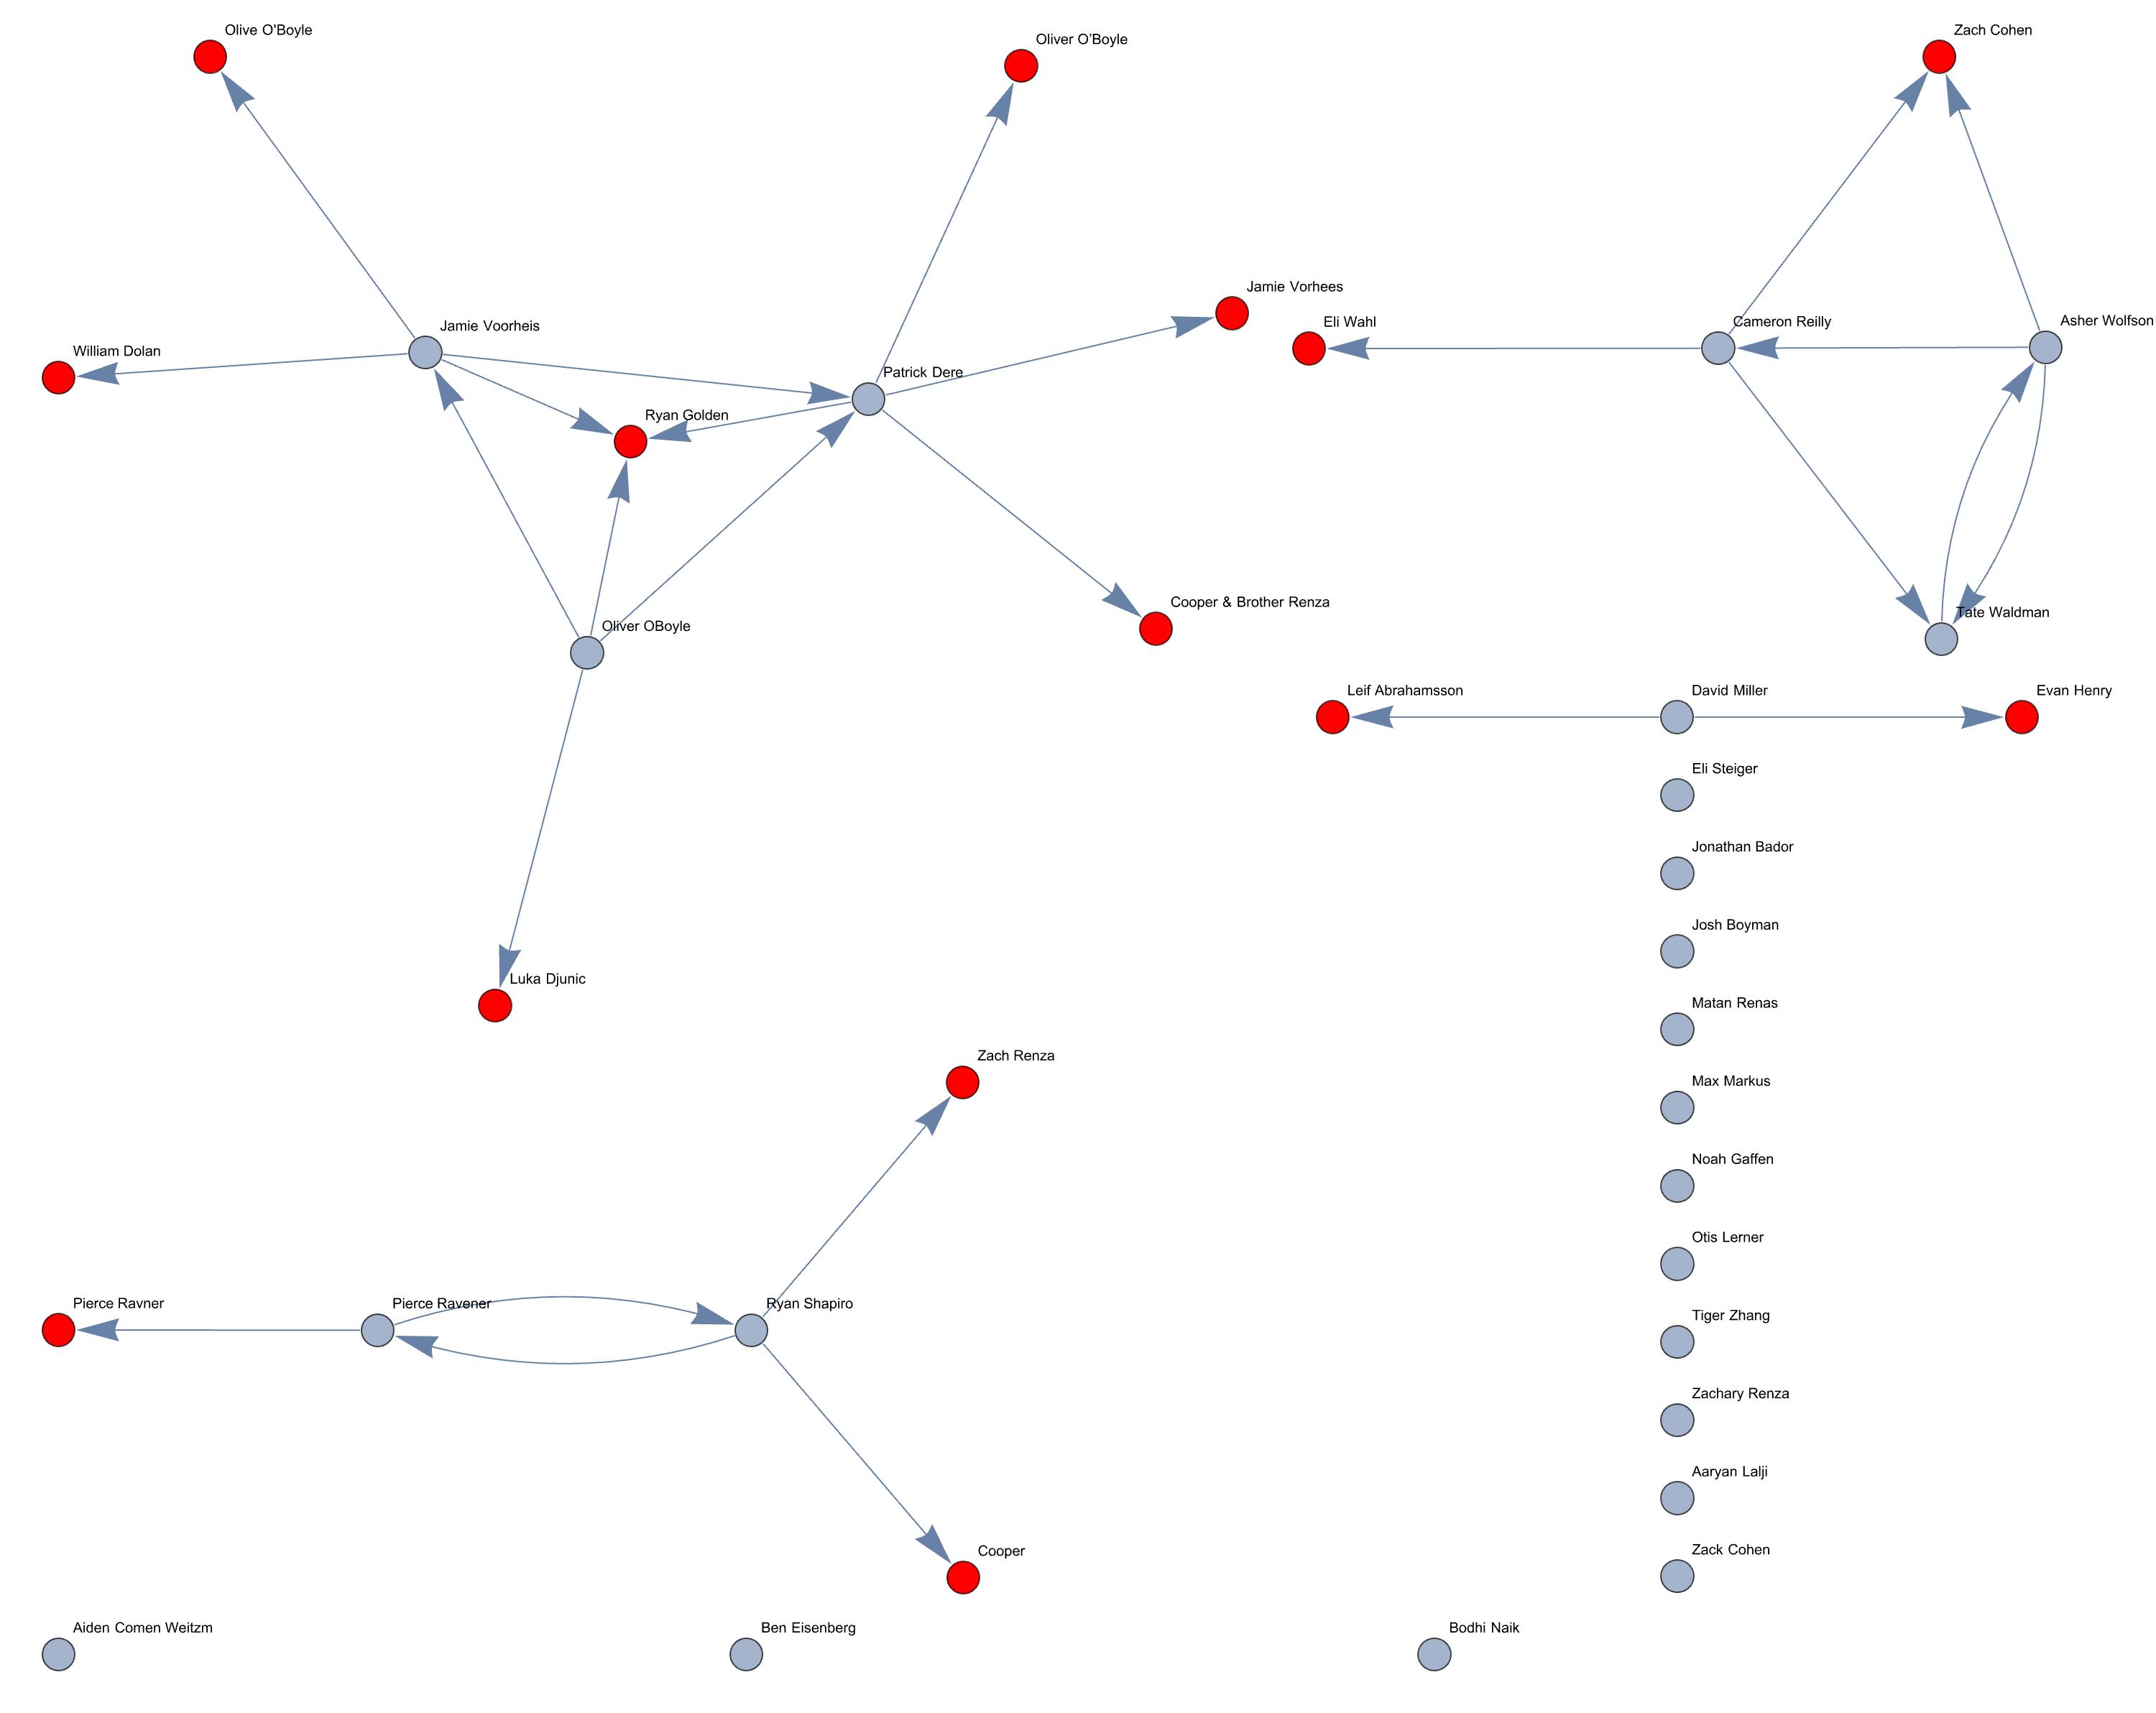 Olive O'Boyle
Oliver O’Boyle
Zach Cohen
Jamie Vorhees
Eli Wahl
Cameron Reilly
Asher Wolfson
Jamie Voorheis
William Dolan
Patrick Dere
Ryan Golden
Cooper & Brother Renza
Tate Waldman
Oliver OBoyle
Leif Abrahamsson
David Miller
Evan Henry
Eli Steiger
Jonathan Bador
Josh Boyman
Luka Djunic
Matan Renas
Zach Renza
Max Markus
Noah Gaffen
Otis Lerner
Pierce Ravner
Pierce Ravener
Ryan Shapiro
Tiger Zhang
Zachary Renza
Aaryan Lalji
Cooper
Zack Cohen
Aiden Comen Weitzm
Ben Eisenberg
Bodhi Naik